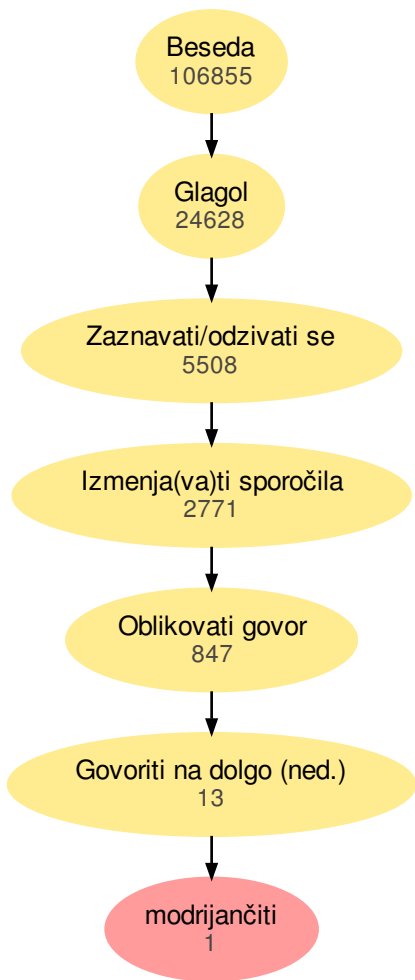 Beseda
106855
Glagol
24628
Zaznavati/odzivati se
5508
Izmenja(va)ti sporočila
2771
Oblikovati govor
847
Govoriti na dolgo (ned.)
13
modrijančiti
1